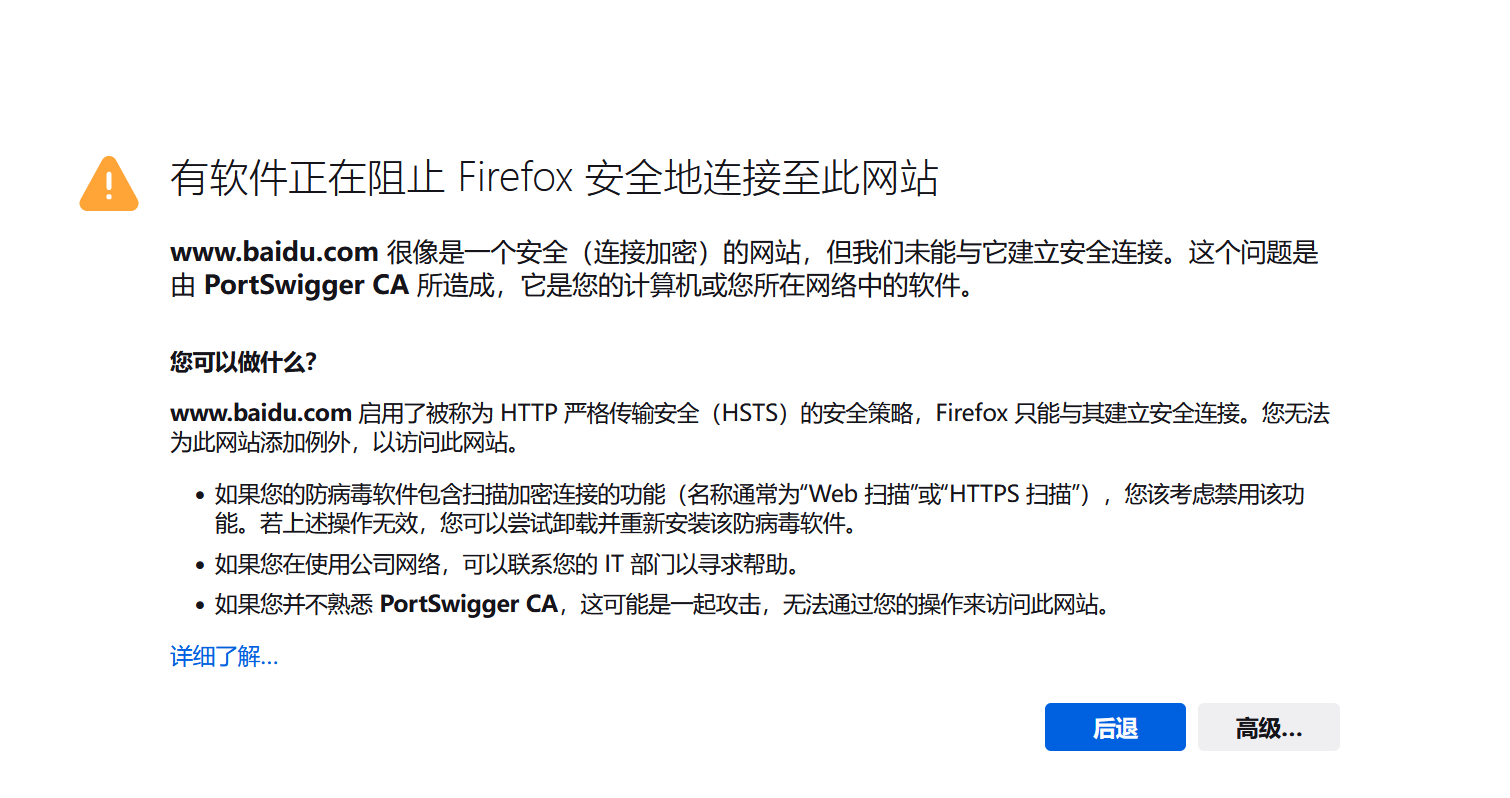 有软件正在阻止 Firefox 安全地连接至此网站
www.baidu.com 很像是一个安全（连接加密）的网站，但我们未能与它建立安全连接。这个问题是
由 PortSwigger CA 所造成，它是您的计算机或您所在网络中的软件。
您可以做什么？
www.baidu.com 启用了被称为 HTTP 严格传输安全（HSTS）的安全策略，Firefox 只能与其建立安全连接。您无法
为此网站添加例外，以访问此网站。
• 如果您的防病毒软件包含扫描加密连接的功能（名称通常为“Web 扫描”或“HTTPS 扫描”），您该考虑禁用该功
能。若上述操作无效，您可以尝试卸载并重新安装该防病毒软件。
• 如果您在使用公司网络，可以联系您的 IT 部门以寻求帮助。
• 如果您并不熟悉 PortSwigger CA，这可能是一起攻击，无法通过您的操作来访问此网站。
详细了解…
后退
高级…